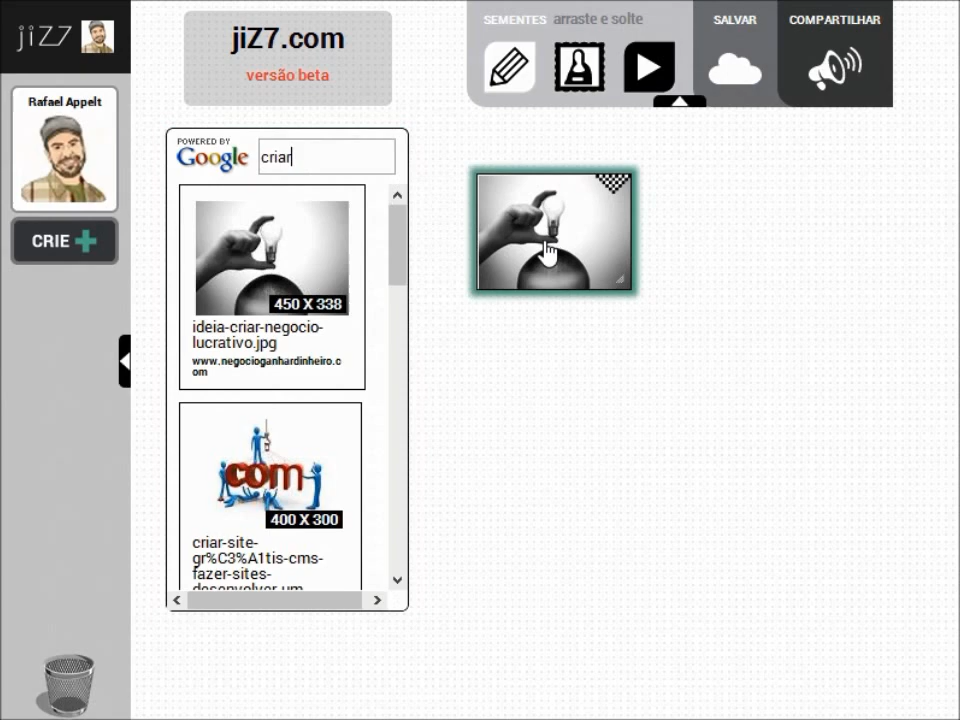 jiZ7
Rafael Appelt
CRIE
jiZ7.com
versão beta
SEMENTES arraste e solte
SALVAR
COMPARTILHAR
POWERED BY
Google
criar
450 X 338
ideia-criar-negocio-
lucrativo.jpg
www.negocioganhardinheiro.c
om
com
400 X 300
criar-site-
gr%C3%A1tis-cms-
fazer-sites-
desenvolver-um